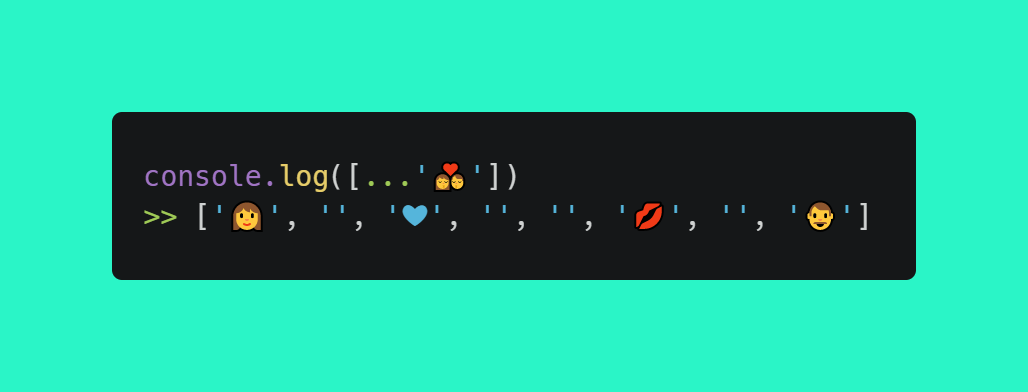 console.log([...'👩‍❤️‍💋‍👨'])
>> ['👩', '', '❤', '', '', '💋', '', '👨']